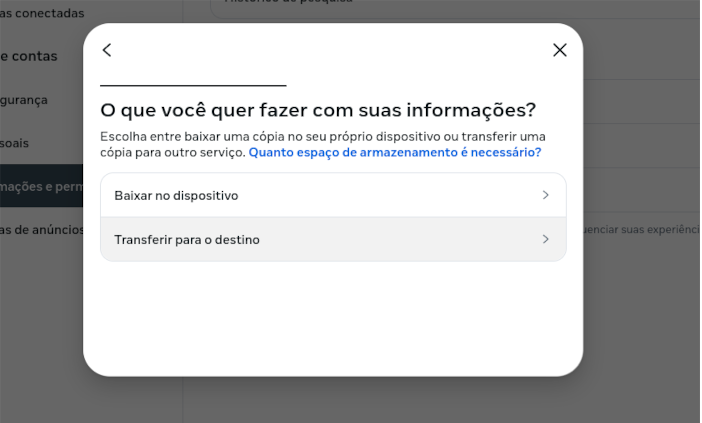 Histórico de pesquisa
as conectadas
e contas
gurança
soais
mações e perm
as de anúncios
uenciar suas experiênci
O que você quer fazer com suas informações?
Escolha entre baixar uma cópia no seu próprio dispositivo ou transferir uma
cópia para outro serviço. Quanto espaço de armazenamento é necessário?
Baixar no dispositivo
Transferir para o destino